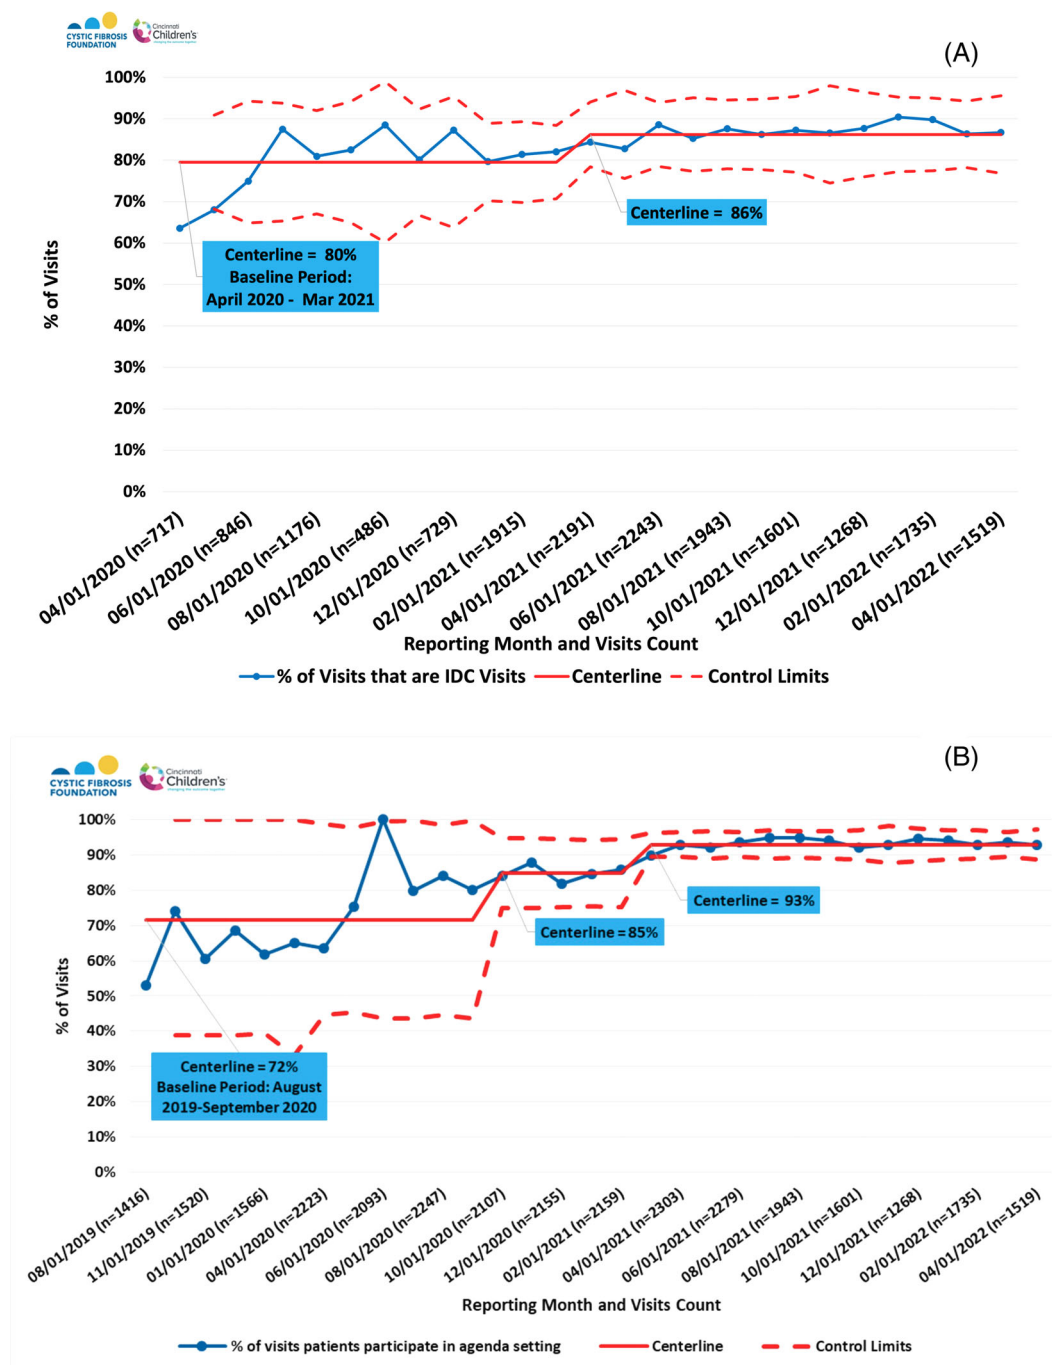 CYSTIC FIBROSIS
FOUNDATION
Cincinnati
Children's
changing the outcome together
(A)
100%
90%
80%
70%
60%
50%
40%
30%
20%
10%
0%
% of Visits
Centerline = 80%
Baseline Period:
April 2020 - Mar 2021
Centerline = 86%
04/01/2020 (n=717)
06/01/2020 (n=846)
08/01/2020 (n=1176)
10/01/2020 (n=486)
12/01/2020 (n=729)
02/01/2021 (n=1915)
04/01/2021 (n=2191)
06/01/2021 (n=2243)
08/01/2021 (n=1943)
10/01/2021 (n=1601)
12/01/2021 (n=1268)
02/01/2022 (n=1735)
04/01/2022 (n=1519)
Reporting Month and Visits Count
% of Visits that are IDC Visits Centerline Control Limits
(B)
CYSTIC FIBROSIS
FOUNDATION
Cincinnati
Children's
changing the outcome together
100%
90%
80%
70%
60%
50%
40%
30%
20%
10%
0%
% of Visits
Centerline = 93%
Centerline = 85%
Centerline = 72%
Baseline Period: August
2019-September 2020
08/01/2019 (n=1416)
11/01/2019 (n=1520)
01/01/2020 (n=1566)
04/01/2020 (n=2223)
06/01/2020 (n=2093)
08/01/2020 (n=2247)
10/01/2020 (n=2107)
12/01/2020 (n=2155)
02/01/2021 (n=2159)
04/01/2021 (n=2303)
06/01/2021 (n=2279)
08/01/2021 (n=1943)
10/01/2021 (n=1601)
12/01/2021 (n=1268)
02/01/2022 (n=1735)
04/01/2022 (n=1519)
Reporting Month and Visits Count
% of visits patients participate in agenda setting Centerline Control Limits